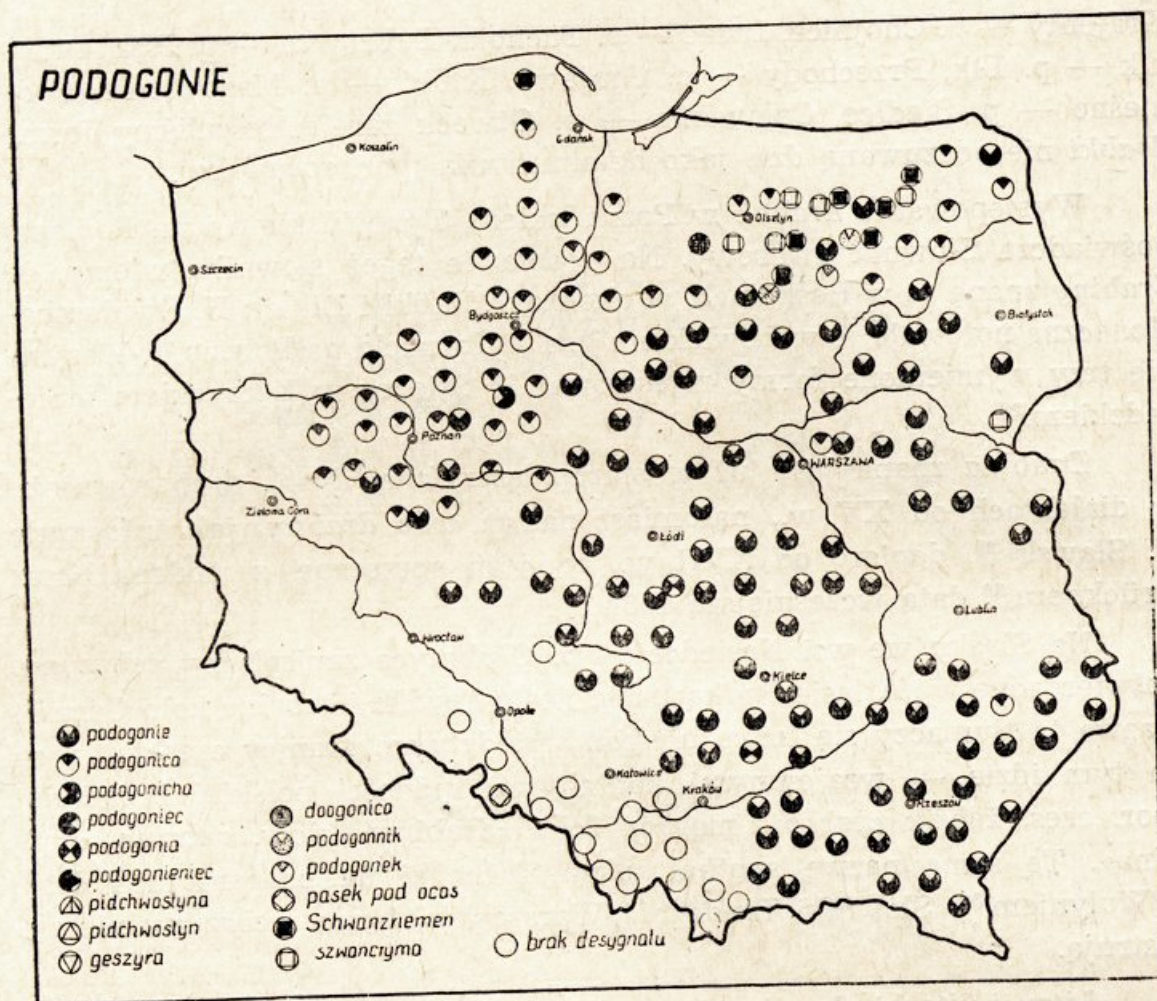 PODOGONIE
Koszalin
Gdańsk
Szczecin
Olsztyn
Bydgoszcz
Białystok
Poznań
WARSZAWA
Zielona Góra
Łódź
Lublin
Wrocław
Kielce
Opole
Katowice
Kraków
Rzeszów
podogonie
podogonica
podogonicha
podogoniec
podogonia
podogonieniec
pidchwostyna
pidchwostyn
geszyra
doogonica
podogonnik
podogonek
pasek pod ocas
Schwanzriemen
szwancryma
brak desygnatu